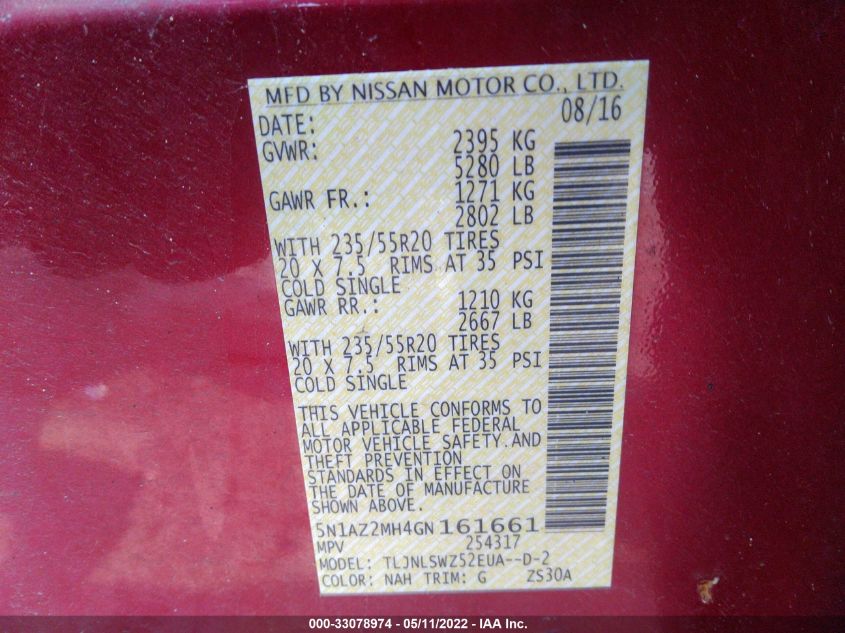 MFD BY NISSAN MOTOR CO., LTD.
DATE: 08/16
GVWR: 2395 KG
5280 LB
GAWR FR.: 1271 KG
2802 LB
WITH 235/55R20 TIRES
20 X 7.5 RIMS AT 35 PSI
COLD SINGLE
GAWR RR.: 1210 KG
2667 LB
WITH 235/55R20 TIRES
20 X 7.5 RIMS AT 35 PSI
COLD SINGLE
THIS VEHICLE CONFORMS TO
ALL APPLICABLE FEDERAL
MOTOR VEHICLE SAFETY.AND
THEFT PREVENTION
STANDARDS IN EFFECT ON
THE DATE OF MANUFACTURE
SHOWN ABOVE.
5N1AZ2MH4GN161661
MPV 254317
MODEL: TLJNLSWZ52EUA--D-2
COLOR: NAH TRIM: G ZS30A
000-33078974 - 05/11/2022 - IAA Inc.